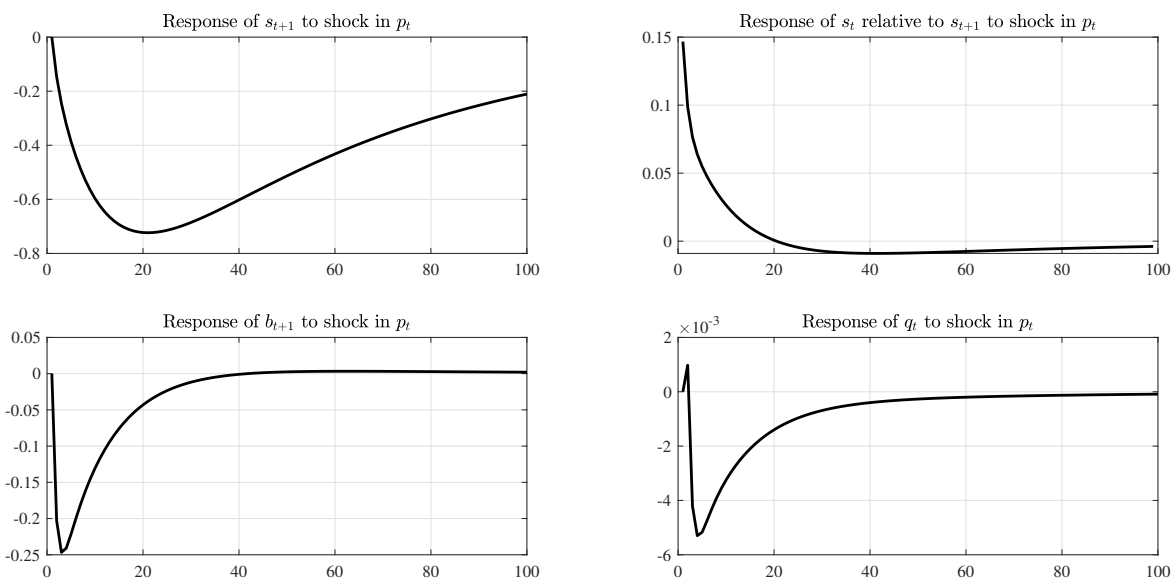 Response of s_{t+1} to shock in p_t
0
-0.2
-0.4
-0.6
-0.8
0 20 40 60 80 100
Response of s_t relative to s_{t+1} to shock in p_t
0.15
0.1
0.05
0
0 20 40 60 80 100
Response of b_{t+1} to shock in p_t
0.05
0
-0.05
-0.1
-0.15
-0.2
-0.25
0 20 40 60 80 100
Response of q_t to shock in p_t
×10^{-3}
2
0
-2
-4
-6
0 20 40 60 80 100